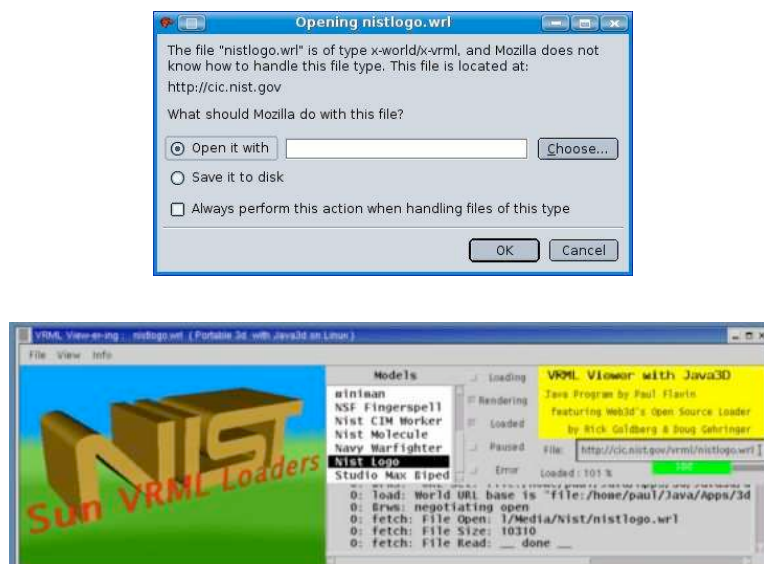 Opening nistlogo.wrl
The file "nistlogo.wrl" is of type x-world/x-vrml, and Mozilla does not
know how to handle this file type. This file is located at:
http://cic.nist.gov
What should Mozilla do with this file?
Open it with
Choose...
Save it to disk
Always perform this action when handling files of this type
OK
Cancel
VRML View-er-ing : nistlogo.wrl ( Portable 3d with Java3d on Linux )
File View Info
NIST
Sun VRML Loaders
Models
miniman
NSF Fingerspell
Nist CIM Worker
Nist Molecule
Navy Warfighter
Nist Logo
Studio Max Biped
Loading
Rendering
Loaded
Paused
Error
VRML Viewer with Java3D
Java Program by Paul Flavin
featuring Web3d's Open Source Loader
by Rick Goldberg & Doug Gehringer
File: http://cic.nist.gov/vrml/nistlogo.wrl
Loaded : 101 %
0: load: World URL base is "file:/home/paul/Java/Apps/3d
0: Brws: negotiating open
0: fetch: File Open: l/Media/Nist/nistlogo.wrl
0: fetch: File Size: 10310
0: fetch: File Read: __ done __